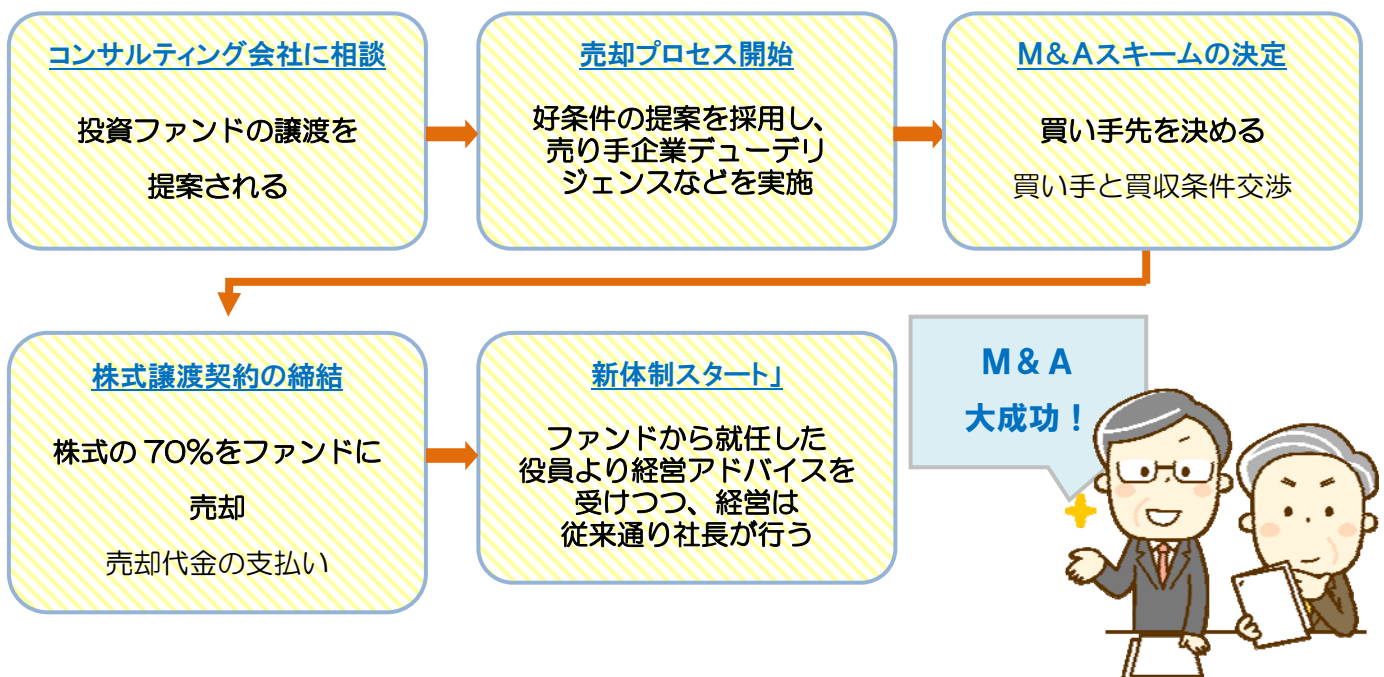 コンサルティング会社に相談
投資ファンドの譲渡を
提案される
売却プロセス開始
好条件の提案を採用し、
売り手企業デューデリ
ジェンスなどを実施
M&Aスキームの決定
買い手先を決める
買い手と買収条件交渉
株式譲渡契約の締結
株式の 70%をファンドに
売却
売却代金の支払い
新体制スタート」
ファンドから就任した
役員より経営アドバイスを
受けつつ、経営は
従来通り社長が行う
M&A
大成功!